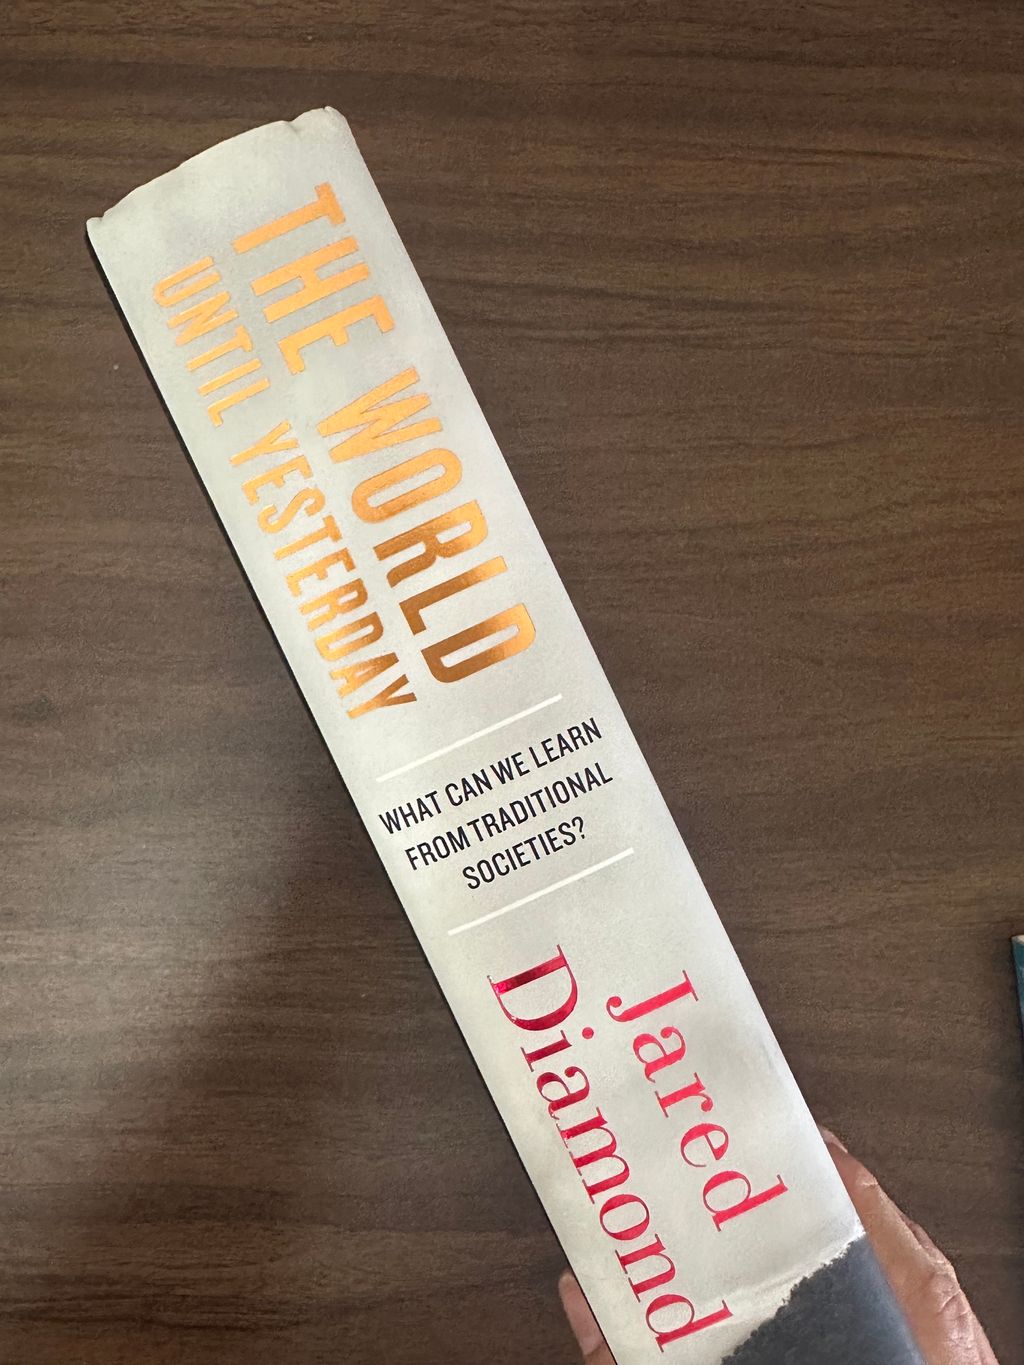 THE WORLD
UNTIL YESTERDAY
WHAT CAN WE LEARN
FROM TRADITIONAL
SOCIETIES?
Jared
Diamond